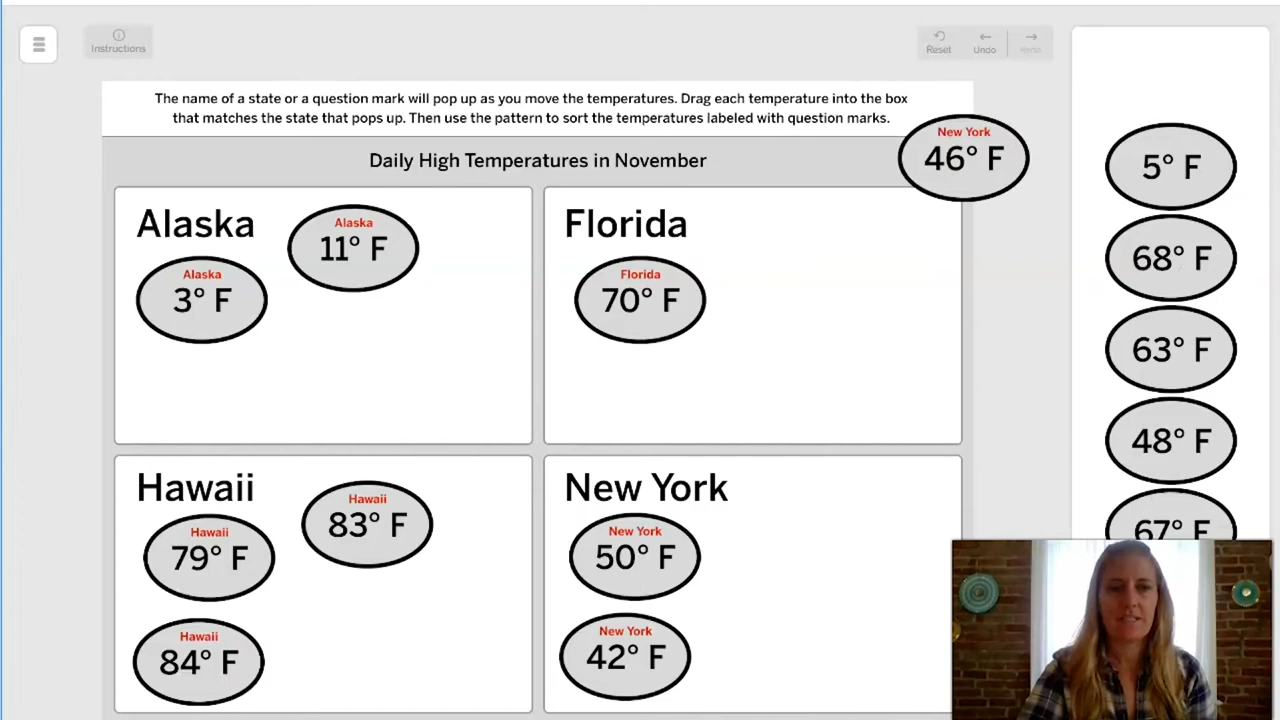 Instructions
Reset
Undo
Redo
The name of a state or a question mark will pop up as you move the temperatures. Drag each temperature into the box
that matches the state that pops up. Then use the pattern to sort the temperatures labeled with question marks.
Daily High Temperatures in November
New York
46° F
Alaska
Alaska
11° F
Alaska
3° F
Florida
Florida
70° F
Hawaii
Hawaii
83° F
Hawaii
79° F
Hawaii
84° F
New York
New York
50° F
New York
42° F
5° F
68° F
63° F
48° F
67° F